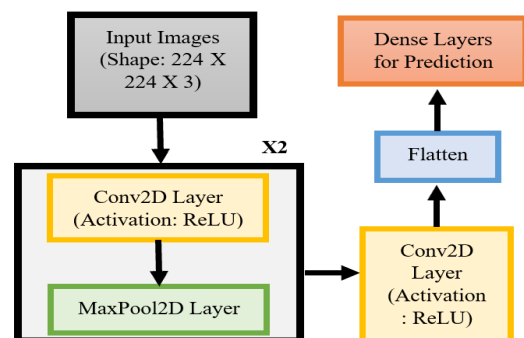 Input Images
(Shape: 224 X
224 X 3)
X2
Conv2D Layer
(Activation: ReLU)
MaxPool2D Layer
Conv2D
Layer
(Activation
: ReLU)
Flatten
Dense Layers
for Prediction